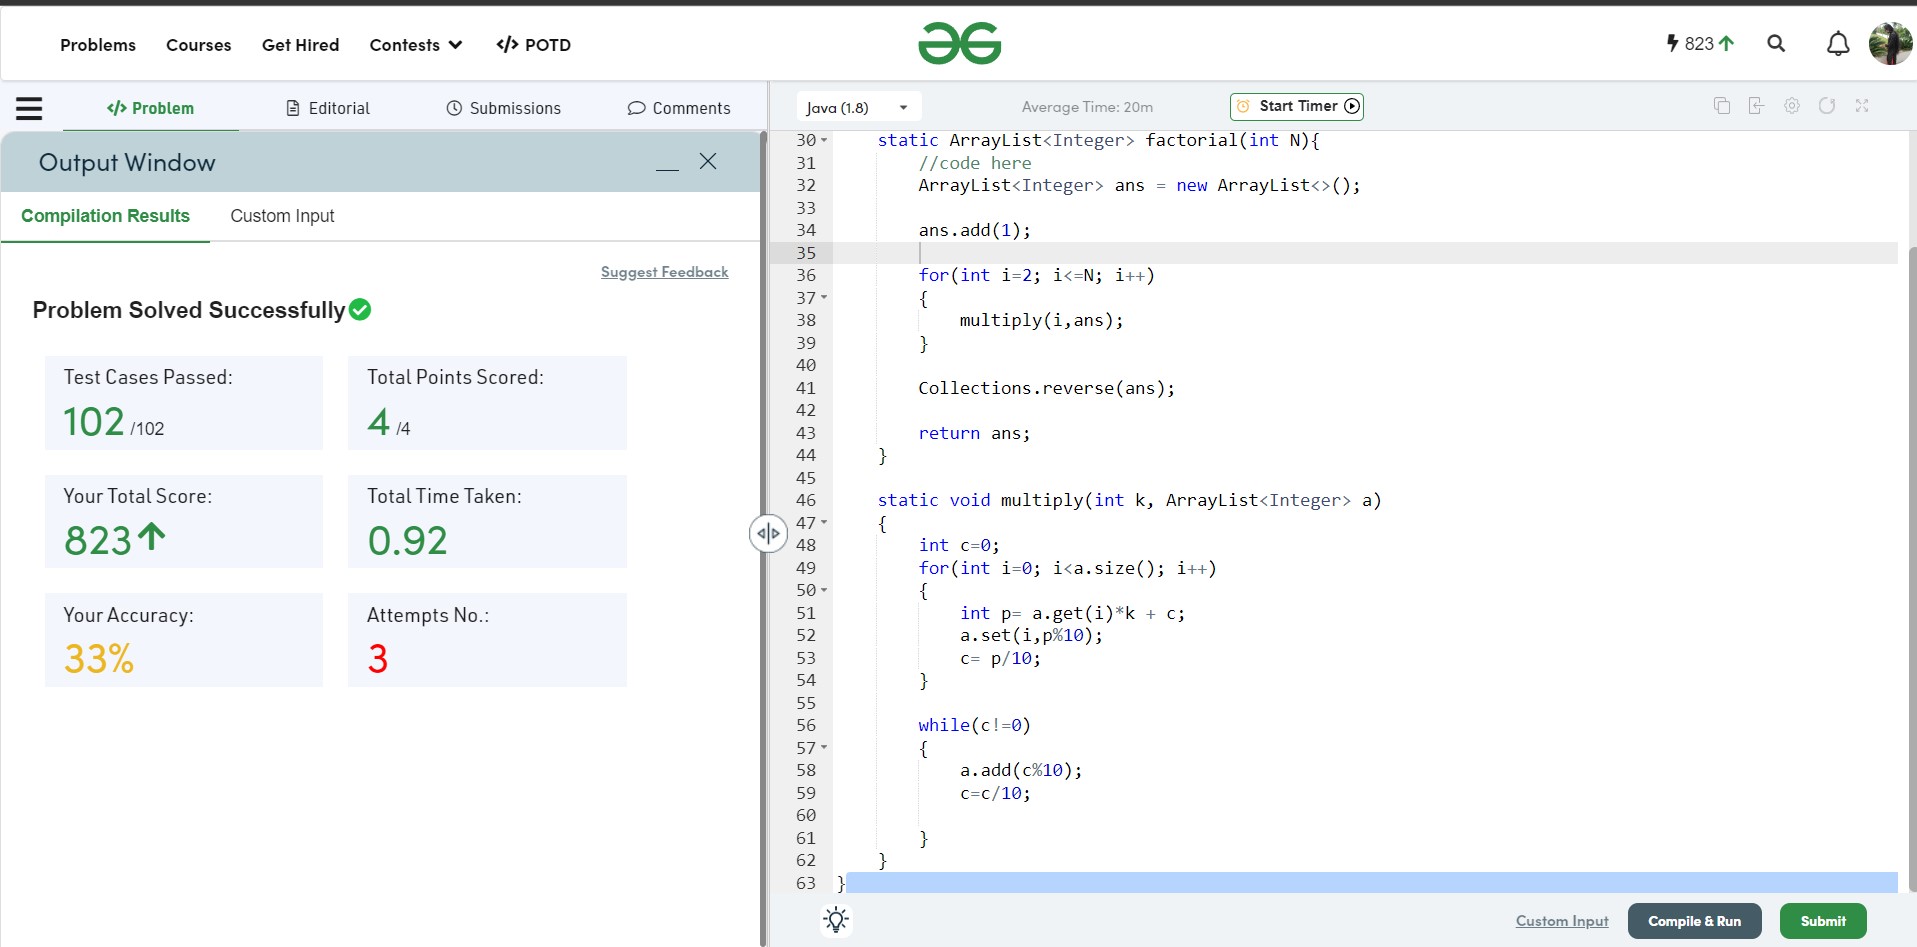 Problems Courses Get Hired Contests </> POTD
823
</> Problem Editorial Submissions Comments
Output Window
Compilation Results Custom Input
Suggest Feedback
Problem Solved Successfully
Test Cases Passed:
102 /102
Total Points Scored:
4 /4
Your Total Score:
823
Total Time Taken:
0.92
Your Accuracy:
33%
Attempts No.:
3
Java (1.8) Average Time: 20m Start Timer
30 static ArrayList<Integer> factorial(int N){
31 //code here
32 ArrayList<Integer> ans = new ArrayList<>();
33
34 ans.add(1);
35
36 for(int i=2; i<=N; i++)
37 {
38 multiply(i,ans);
39 }
40
41 Collections.reverse(ans);
42
43 return ans;
44 }
45
46 static void multiply(int k, ArrayList<Integer> a)
47 {
48 int c=0;
49 for(int i=0; i<a.size(); i++)
50 {
51 int p= a.get(i)*k + c;
52 a.set(i,p%10);
53 c= p/10;
54 }
55
56 while(c!=0)
57 {
58 a.add(c%10);
59 c=c/10;
60
61 }
62 }
63 }
Custom Input Compile & Run Submit